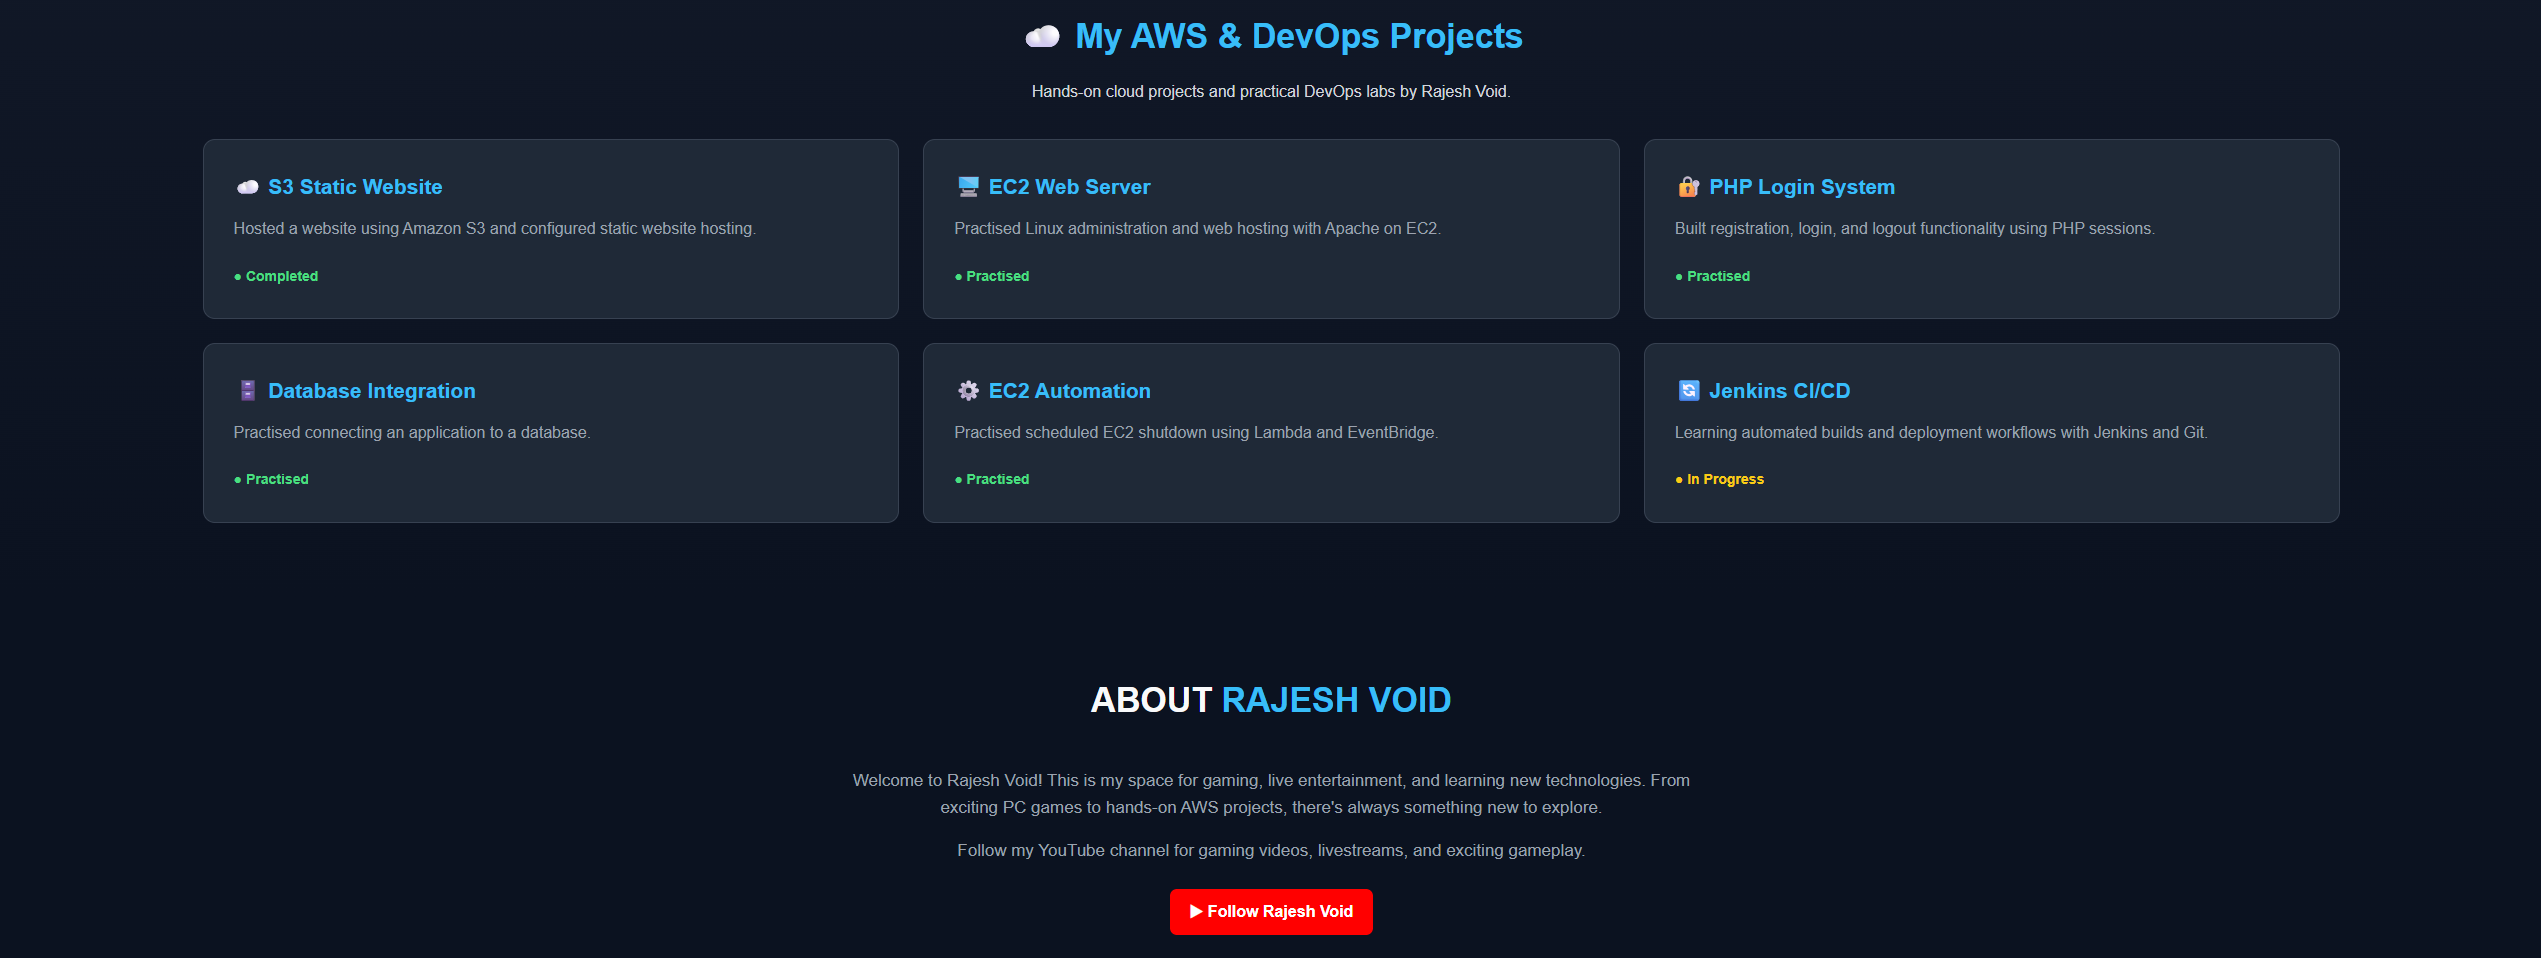 My AWS & DevOps Projects
Hands-on cloud projects and practical DevOps labs by Rajesh Void.
S3 Static Website
Hosted a website using Amazon S3 and configured static website hosting.
● Completed
EC2 Web Server
Practised Linux administration and web hosting with Apache on EC2.
● Practised
PHP Login System
Built registration, login, and logout functionality using PHP sessions.
● Practised
Database Integration
Practised connecting an application to a database.
● Practised
EC2 Automation
Practised scheduled EC2 shutdown using Lambda and EventBridge.
● Practised
Jenkins CI/CD
Learning automated builds and deployment workflows with Jenkins and Git.
● In Progress
ABOUT RAJESH VOID
Welcome to Rajesh Void! This is my space for gaming, live entertainment, and learning new technologies. From
exciting PC games to hands-on AWS projects, there's always something new to explore.
Follow my YouTube channel for gaming videos, livestreams, and exciting gameplay.
▶ Follow Rajesh Void